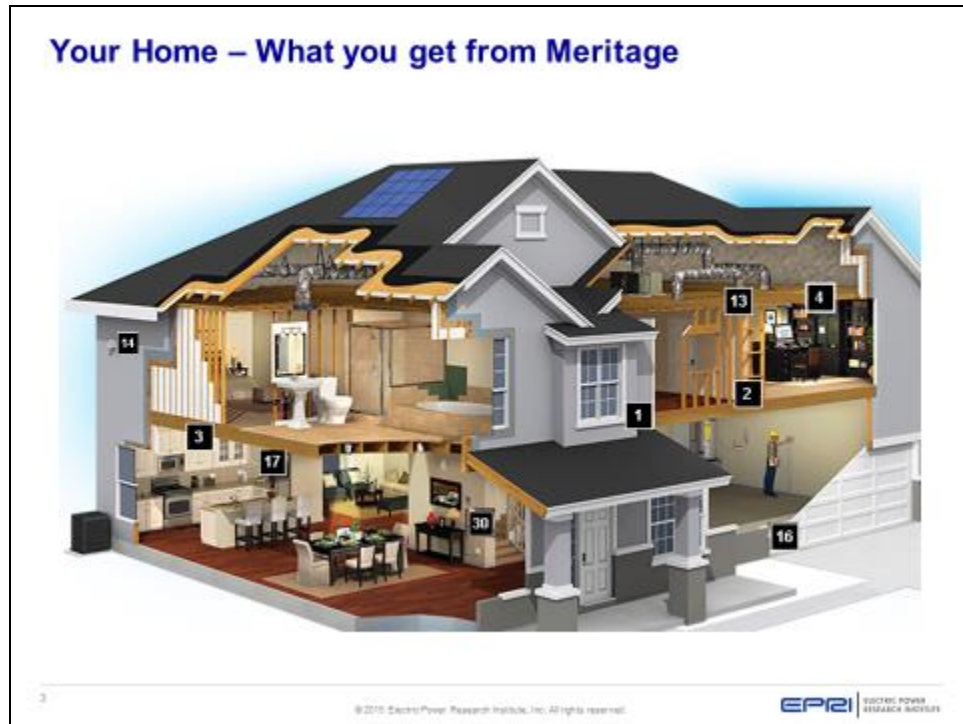 Your Home – What you get from Meritage
14
13
4
2
1
3
17
30
16
3
© 2015 Electric Power Research Institute, Inc. All rights reserved.
EPRI
ELECTRIC POWER
RESEARCH INSTITUTE